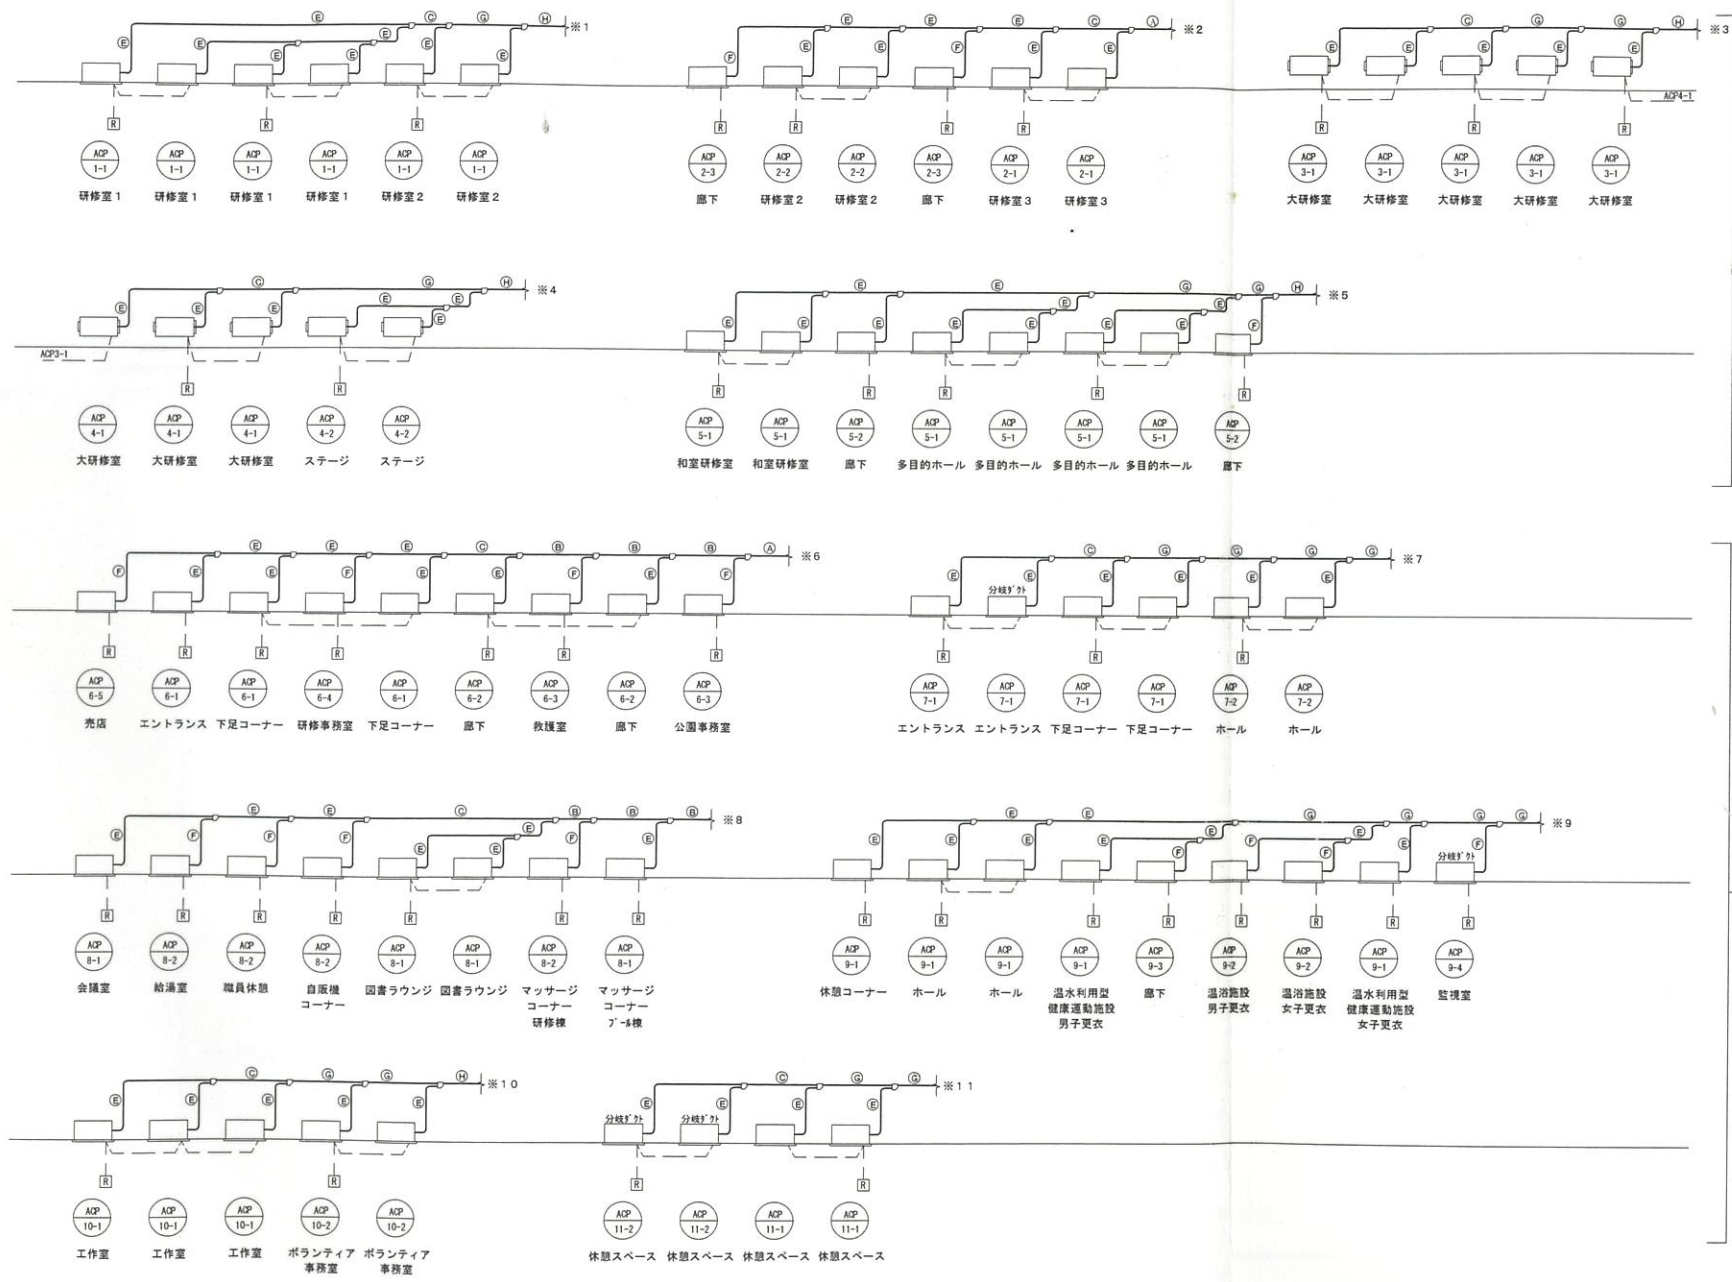 Ⓔ Ⓒ Ⓖ Ⓗ ※1
Ⓔ Ⓔ Ⓔ Ⓔ Ⓔ Ⓔ Ⓔ
R R R
ACP 1-1 ACP 1-1 ACP 1-1 ACP 1-1 ACP 1-1 ACP 1-1
研修室1 研修室1 研修室1 研修室1 研修室2 研修室2
Ⓔ Ⓔ Ⓔ Ⓒ Ⓐ ※2
Ⓕ Ⓔ Ⓔ Ⓕ Ⓔ Ⓔ
R R R R
ACP 2-3 ACP 2-2 ACP 2-2 ACP 2-3 ACP 2-1 ACP 2-1
廊下 研修室2 研修室2 廊下 研修室3 研修室3
Ⓒ Ⓖ Ⓖ Ⓗ ※3
Ⓔ Ⓔ Ⓔ Ⓔ Ⓔ
ACP4-1
R R R
ACP 3-1 ACP 3-1 ACP 3-1 ACP 3-1 ACP 3-1
大研修室 大研修室 大研修室 大研修室 大研修室
Ⓒ Ⓖ Ⓗ ※4
Ⓔ Ⓔ Ⓔ Ⓔ Ⓔ Ⓔ
ACP3-1
R R
ACP 4-1 ACP 4-1 ACP 4-1 ACP 4-2 ACP 4-2
大研修室 大研修室 大研修室 ステージ ステージ
Ⓔ Ⓔ Ⓖ Ⓖ Ⓗ ※5
Ⓔ Ⓔ Ⓔ Ⓔ Ⓔ Ⓔ Ⓔ Ⓔ Ⓔ Ⓕ
R R R R R
ACP 5-1 ACP 5-1 ACP 5-2 ACP 5-1 ACP 5-1 ACP 5-1 ACP 5-1 ACP 5-2
和室研修室 和室研修室 廊下 多目的ホール 多目的ホール 多目的ホール 多目的ホール 廊下
Ⓔ Ⓔ Ⓔ Ⓒ Ⓑ Ⓑ Ⓑ Ⓐ ※6
Ⓕ Ⓔ Ⓔ Ⓕ Ⓔ Ⓔ Ⓕ Ⓔ Ⓕ
R R R R R R R
ACP 6-5 ACP 6-1 ACP 6-1 ACP 6-4 ACP 6-1 ACP 6-2 ACP 6-3 ACP 6-2 ACP 6-3
売店 エントランス 下足コーナー 研修事務室 下足コーナー 廊下 救護室 廊下 公園事務室
Ⓒ Ⓖ Ⓖ Ⓖ Ⓖ ※7
Ⓔ Ⓔ Ⓔ Ⓔ Ⓔ Ⓔ
分岐ダクト
R R R
ACP 7-1 ACP 7-1 ACP 7-1 ACP 7-1 ACP 7-2 ACP 7-2
エントランス エントランス 下足コーナー 下足コーナー ホール ホール
Ⓔ Ⓔ Ⓒ Ⓑ Ⓑ Ⓑ ※8
Ⓔ Ⓕ Ⓕ Ⓕ Ⓔ Ⓔ Ⓔ Ⓕ Ⓔ
R R R R R R R
ACP 8-1 ACP 8-2 ACP 8-2 ACP 8-2 ACP 8-1 ACP 8-1 ACP 8-2 ACP 8-1
会議室 給湯室 職員休憩 自販機 図書ラウンジ 図書ラウンジ マッサージ マッサージ
コーナー コーナー コーナー
研修棟 プール棟
Ⓔ Ⓔ Ⓖ Ⓖ Ⓖ Ⓖ ※9
Ⓔ Ⓔ Ⓔ Ⓔ Ⓕ Ⓔ Ⓕ Ⓕ Ⓔ Ⓔ Ⓕ
分岐ダクト
R R R R R R R R
ACP 9-1 ACP 9-1 ACP 9-1 ACP 9-1 ACP 9-3 ACP 9-2 ACP 9-2 ACP 9-1 ACP 9-4
休憩コーナー ホール ホール 温水利用型 廊下 温浴施設 温浴施設 温水利用型 監視室
健康運動施設 男子更衣 女子更衣 健康運動施設
男子更衣 女子更衣
Ⓒ Ⓖ Ⓖ Ⓗ ※10
Ⓔ Ⓔ Ⓔ Ⓔ Ⓔ
R R
ACP 10-1 ACP 10-1 ACP 10-1 ACP 10-2 ACP 10-2
工作室 工作室 工作室 ボランティア ボランティア
事務室 事務室
Ⓒ Ⓖ Ⓖ ※11
Ⓔ Ⓔ Ⓔ Ⓔ
分岐ダクト 分岐ダクト
R R
ACP 11-2 ACP 11-2 ACP 11-1 ACP 11-1
休憩スペース 休憩スペース 休憩スペース 休憩スペース